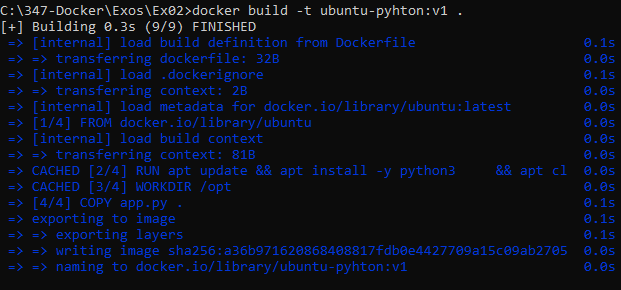 C:\347-Docker\Exos\Ex02>docker build -t ubuntu-pyhton:v1 .
[+] Building 0.3s (9/9) FINISHED
=> [internal] load build definition from Dockerfile 0.1s
=> => transferring dockerfile: 32B 0.0s
=> [internal] load .dockerignore 0.1s
=> => transferring context: 2B 0.0s
=> [internal] load metadata for docker.io/library/ubuntu:latest 0.0s
=> [1/4] FROM docker.io/library/ubuntu 0.0s
=> [internal] load build context 0.0s
=> => transferring context: 81B 0.0s
=> CACHED [2/4] RUN apt update && apt install -y python3     && apt cl 0.0s
=> CACHED [3/4] WORKDIR /opt 0.0s
=> [4/4] COPY app.py . 0.1s
=> exporting to image 0.1s
=> => exporting layers 0.1s
=> => writing image sha256:a36b971620868408817fdb0e4427709a15c09ab2705 0.0s
=> => naming to docker.io/library/ubuntu-pyhton:v1 0.0s